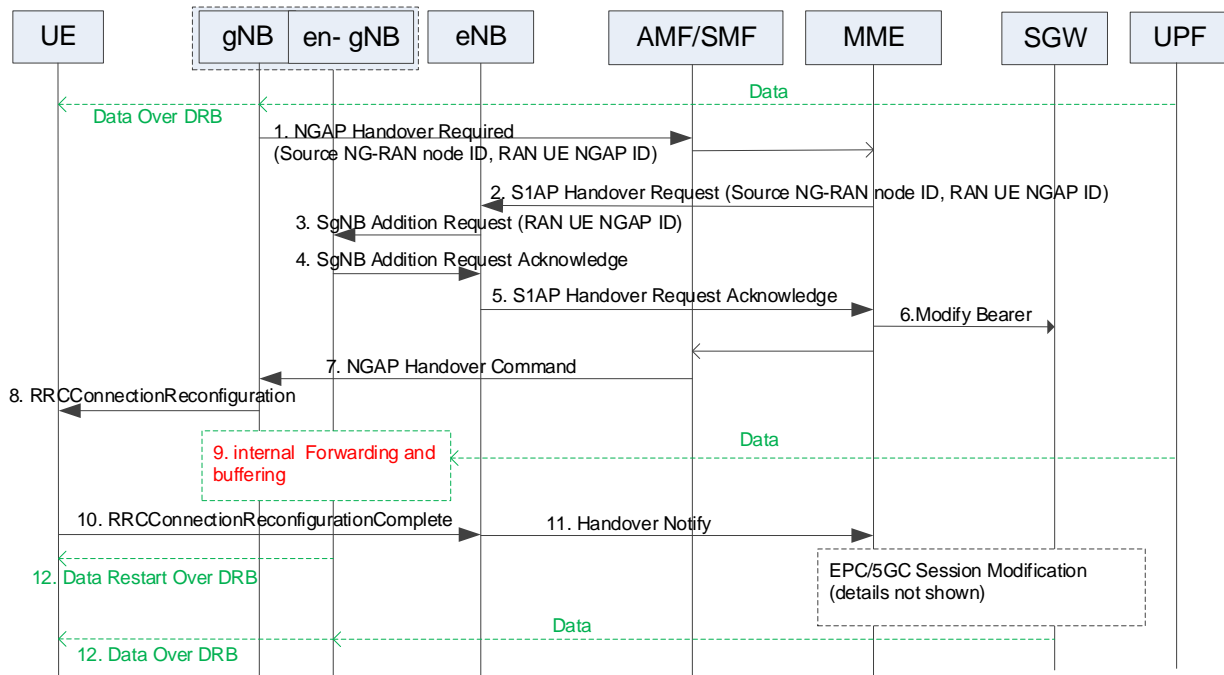 UE gNB en- gNB eNB AMF/SMF MME SGW UPF
Data
Data Over DRB
1. NGAP Handover Required
(Source NG-RAN node ID, RAN UE NGAP ID)
2. S1AP Handover Request (Source NG-RAN node ID, RAN UE NGAP ID)
3. SgNB Addition Request (RAN UE NGAP ID)
4. SgNB Addition Request Acknowledge
5. S1AP Handover Request Acknowledge
6.Modify Bearer
7. NGAP Handover Command
8. RRCConnectionReconfiguration
9. internal Forwarding and
buffering
Data
10. RRCConnectionReconfigurationComplete
11. Handover Notify
12. Data Restart Over DRB
EPC/5GC Session Modification
(details not shown)
Data
12. Data Over DRB